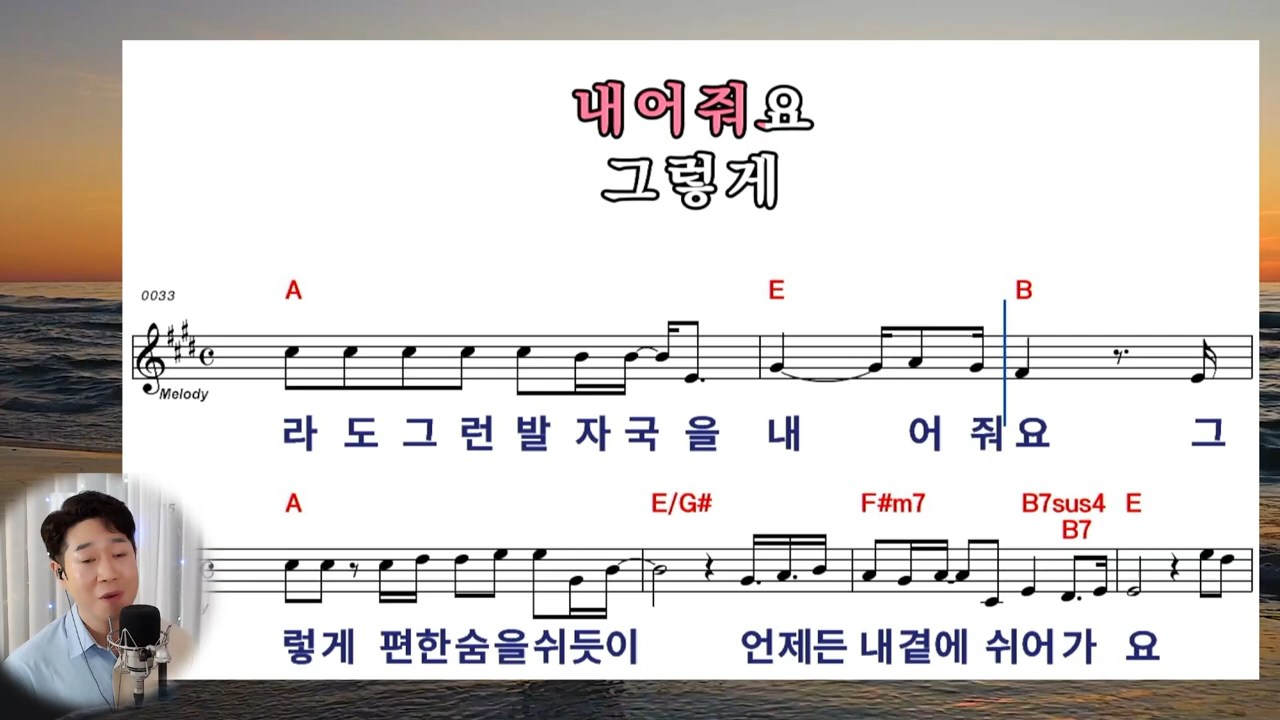 내어줘요
그렇게
0033
A E B
Melody
라 도 그 런 발 자 국 을 내 어 줘 요 그
A E/G# F#m7 B7sus4 E
B7
렇게 편한숨을쉬듯이 언제든 내곁에 쉬어가 요